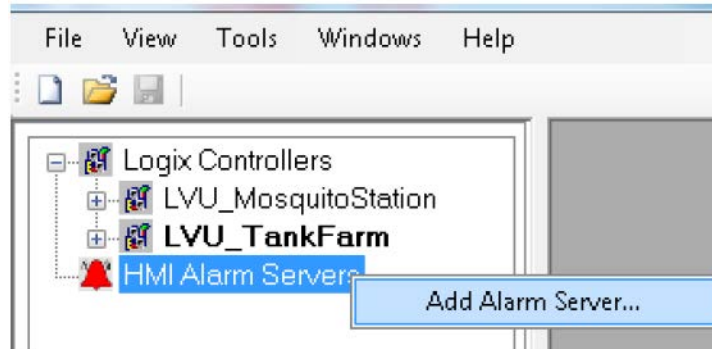 File View Tools Windows Help
Logix Controllers
LVU_MosquitoStation
LVU_TankFarm
HMI Alarm Servers
Add Alarm Server...